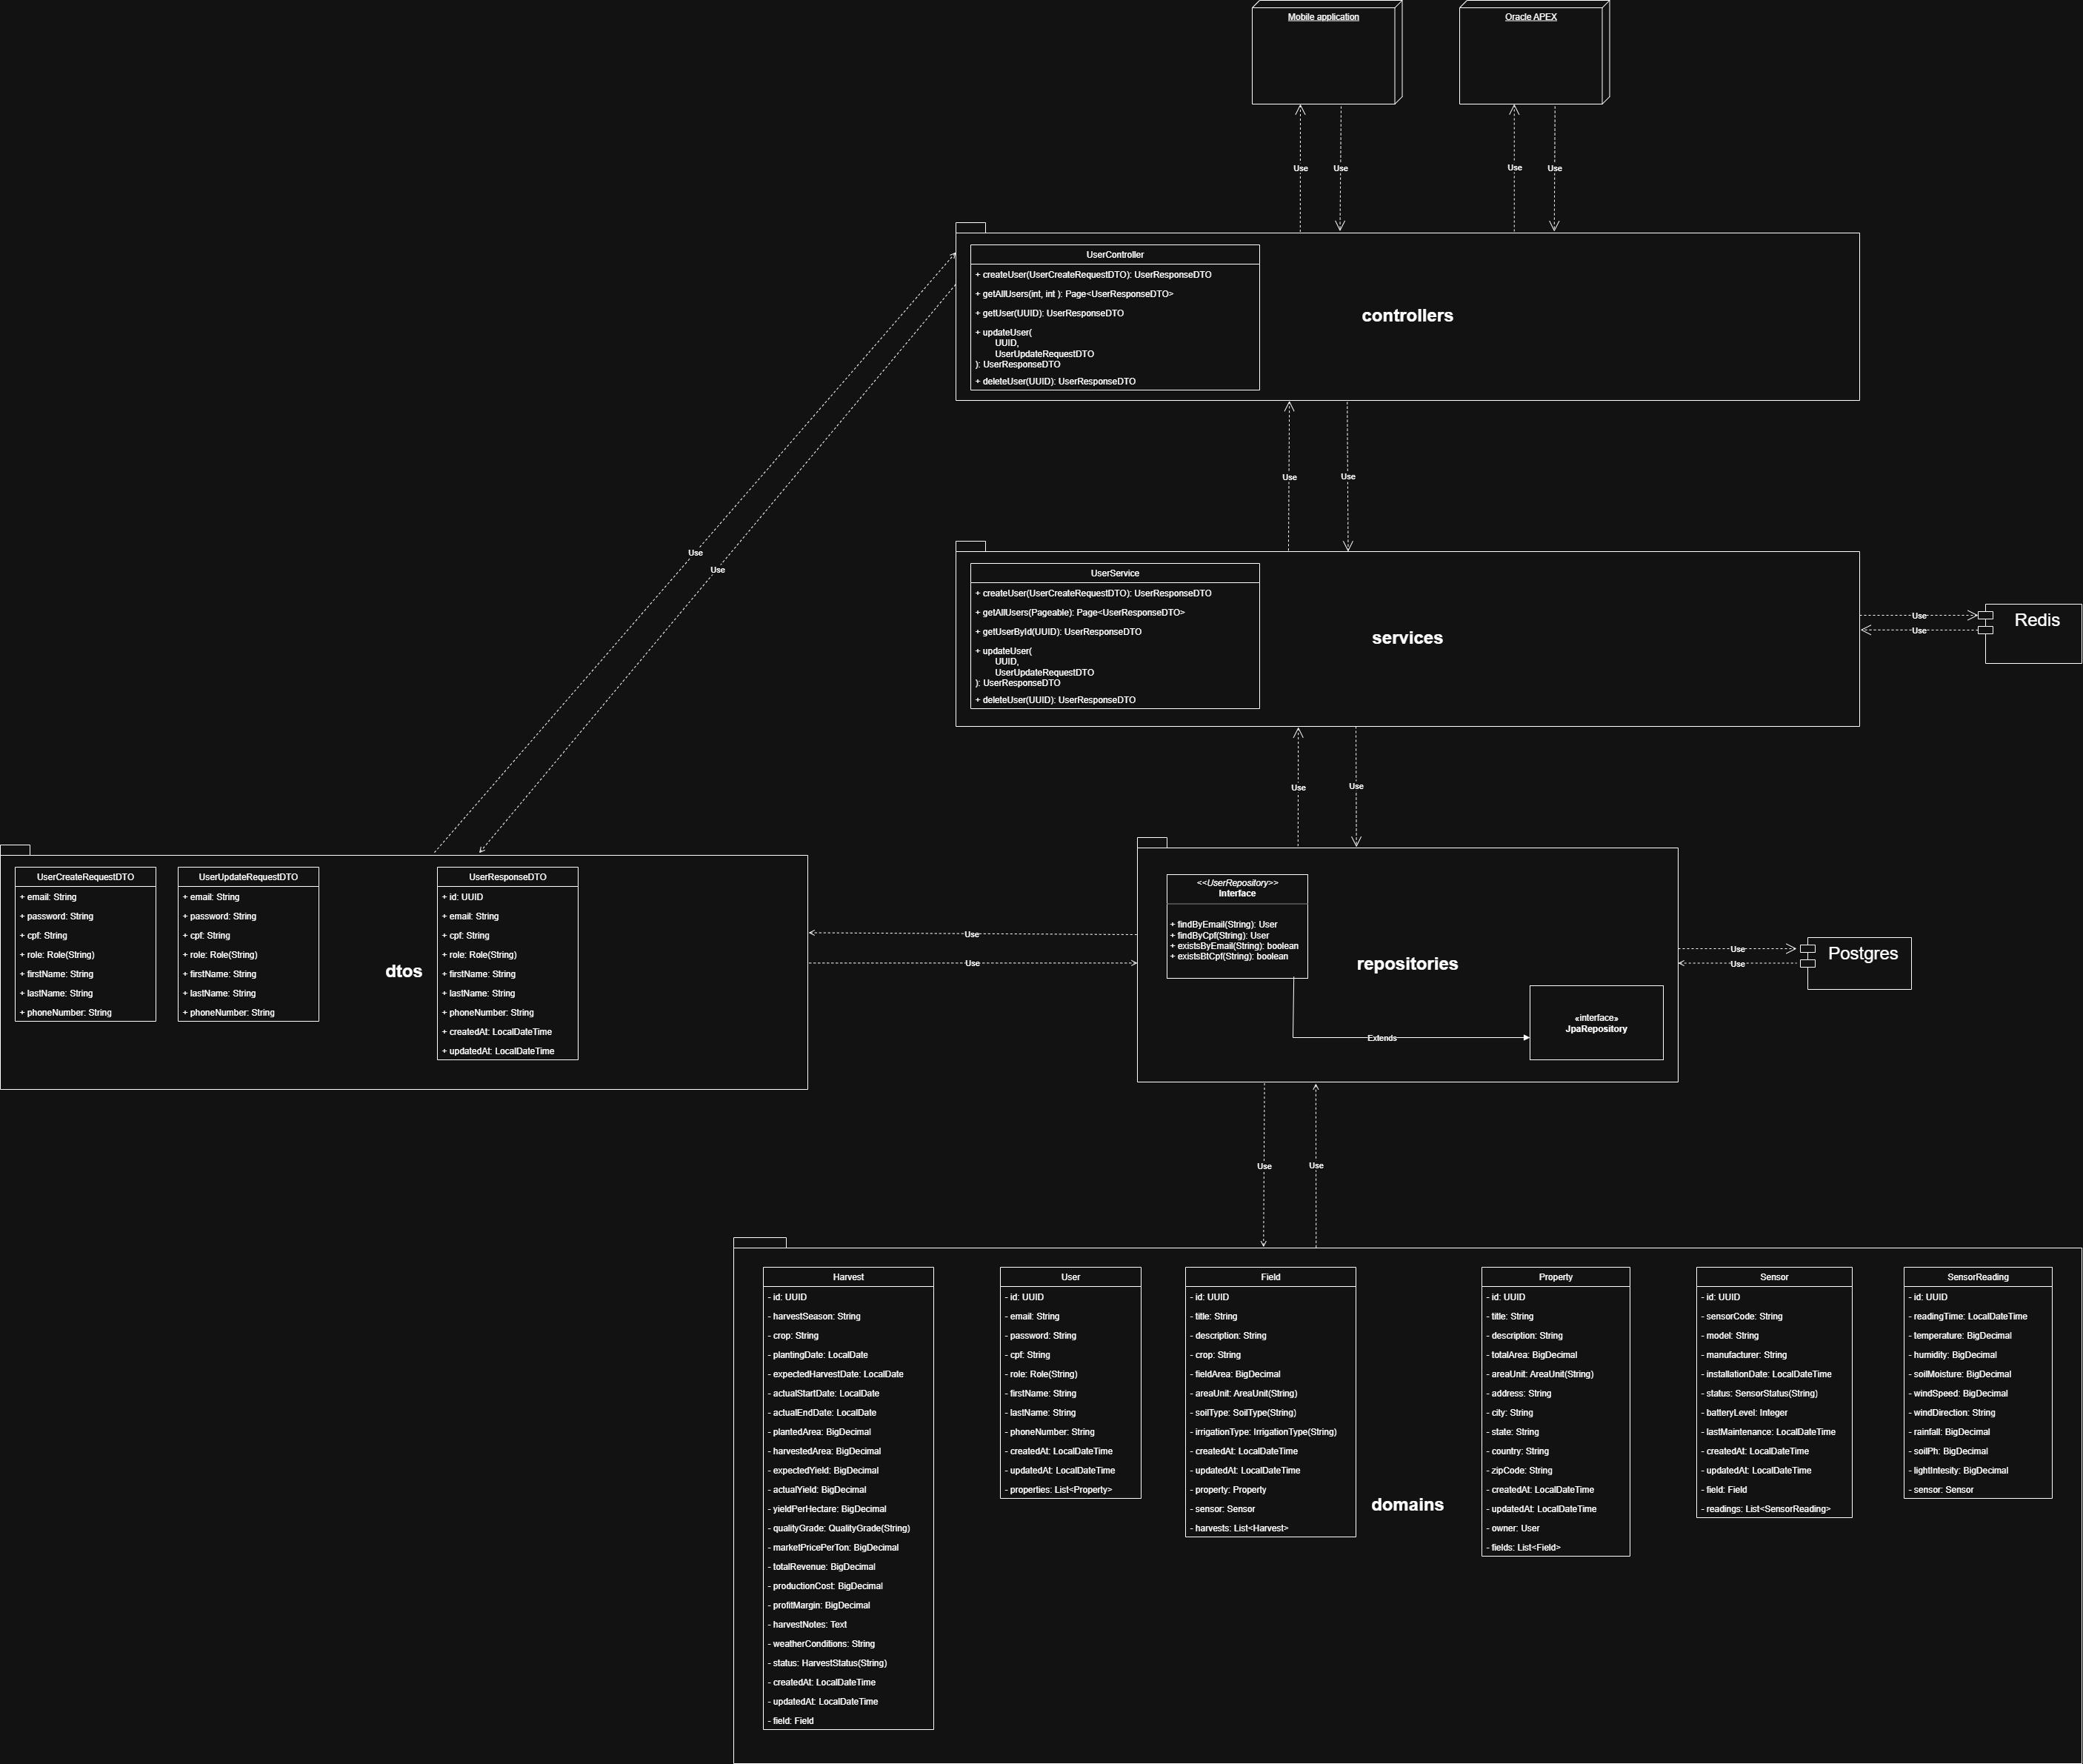 Mobile application
Oracle APEX
Use
Use
Use
Use
UserController
+ createUser(UserCreateRequestDTO): UserResponseDTO
+ getAllUsers(int, int ): Page<UserResponseDTO>
+ getUser(UUID): UserResponseDTO
+ updateUser(
UUID,
UserUpdateRequestDTO
): UserResponseDTO
+ deleteUser(UUID): UserResponseDTO
controllers
Use
Use
Use
Use
UserService
+ createUser(UserCreateRequestDTO): UserResponseDTO
+ getAllUsers(Pageable): Page<UserResponseDTO>
+ getUserById(UUID): UserResponseDTO
+ updateUser(
UUID,
UserUpdateRequestDTO
): UserResponseDTO
+ deleteUser(UUID): UserResponseDTO
services
Use
Use
Redis
Use
Use
UserCreateRequestDTO
+ email: String
+ password: String
+ cpf: String
+ role: Role(String)
+ firstName: String
+ lastName: String
+ phoneNumber: String
UserUpdateRequestDTO
+ email: String
+ password: String
+ cpf: String
+ role: Role(String)
+ firstName: String
+ lastName: String
+ phoneNumber: String
dtos
UserResponseDTO
+ id: UUID
+ email: String
+ cpf: String
+ role: Role(String)
+ firstName: String
+ lastName: String
+ phoneNumber: String
+ createdAt: LocalDateTime
+ updatedAt: LocalDateTime
Use
Use
<<UserRepository>>
Interface
+ findByEmail(String): User
+ findByCpf(String): User
+ existsByEmail(String): boolean
+ existsBtCpf(String): boolean
repositories
Extends
«interface»
JpaRepository
Use
Use
Postgres
Use
Use
Harvest
- id: UUID
- harvestSeason: String
- crop: String
- plantingDate: LocalDate
- expectedHarvestDate: LocalDate
- actualStartDate: LocalDate
- actualEndDate: LocalDate
- plantedArea: BigDecimal
- harvestedArea: BigDecimal
- expectedYield: BigDecimal
- actualYield: BigDecimal
- yieldPerHectare: BigDecimal
- qualityGrade: QualityGrade(String)
- marketPricePerTon: BigDecimal
- totalRevenue: BigDecimal
- productionCost: BigDecimal
- profitMargin: BigDecimal
- harvestNotes: Text
- weatherConditions: String
- status: HarvestStatus(String)
- createdAt: LocalDateTime
- updatedAt: LocalDateTime
- field: Field
User
- id: UUID
- email: String
- password: String
- cpf: String
- role: Role(String)
- firstName: String
- lastName: String
- phoneNumber: String
- createdAt: LocalDateTime
- updatedAt: LocalDateTime
- properties: List<Property>
Field
- id: UUID
- title: String
- description: String
- crop: String
- fieldArea: BigDecimal
- areaUnit: AreaUnit(String)
- soilType: SoilType(String)
- irrigationType: IrrigationType(String)
- createdAt: LocalDateTime
- updatedAt: LocalDateTime
- property: Property
- sensor: Sensor
- harvests: List<Harvest>
domains
Property
- id: UUID
- title: String
- description: String
- totalArea: BigDecimal
- areaUnit: AreaUnit(String)
- address: String
- city: String
- state: String
- country: String
- zipCode: String
- createdAt: LocalDateTime
- updatedAt: LocalDateTime
- owner: User
- fields: List<Field>
Sensor
- id: UUID
- sensorCode: String
- model: String
- manufacturer: String
- installationDate: LocalDateTime
- status: SensorStatus(String)
- batteryLevel: Integer
- lastMaintenance: LocalDateTime
- createdAt: LocalDateTime
- updatedAt: LocalDateTime
- field: Field
- readings: List<SensorReading>
SensorReading
- id: UUID
- readingTime: LocalDateTime
- temperature: BigDecimal
- humidity: BigDecimal
- soilMoisture: BigDecimal
- windSpeed: BigDecimal
- windDirection: String
- rainfall: BigDecimal
- soilPh: BigDecimal
- lightIntesity: BigDecimal
- sensor: Sensor